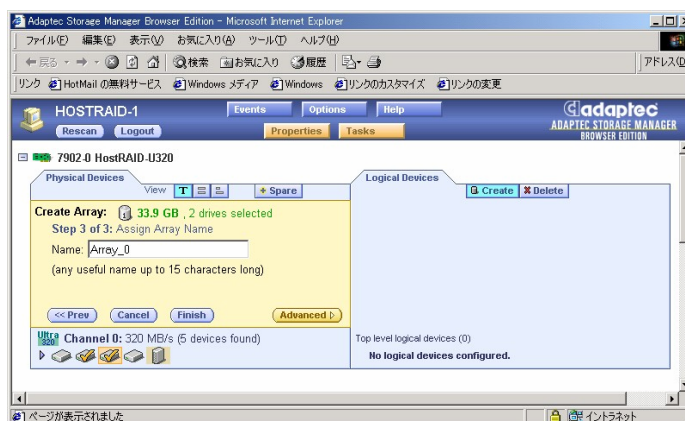 Adaptec Storage Manager Browser Edition - Microsoft Internet Explorer
ファイル(F) 編集(E) 表示(V) お気に入り(A) ツール(T) ヘルプ(H)
戻る 検索 お気に入り 履歴 アドレス(D
リンク HotMail の無料サービス Windows メディア Windows リンクのカスタマイズ リンクの変更
HOSTRAID-1 Events Options Help adaptec
Rescan Logout Properties Tasks ADAPTEC STORAGE MANAGER
BROWSER EDITION
7902-0 HostRAID-U320
Physical Devices Logical Devices
View T + Spare Create Delete
Create Array: 33.9 GB , 2 drives selected
Step 3 of 3: Assign Array Name
Name: Array_0
(any useful name up to 15 characters long)
<< Prev Cancel Finish Advanced
Ultra 320 Channel 0: 320 MB/s (5 devices found) Top level logical devices (0)
No logical devices configured.
ページが表示されました イントラネット